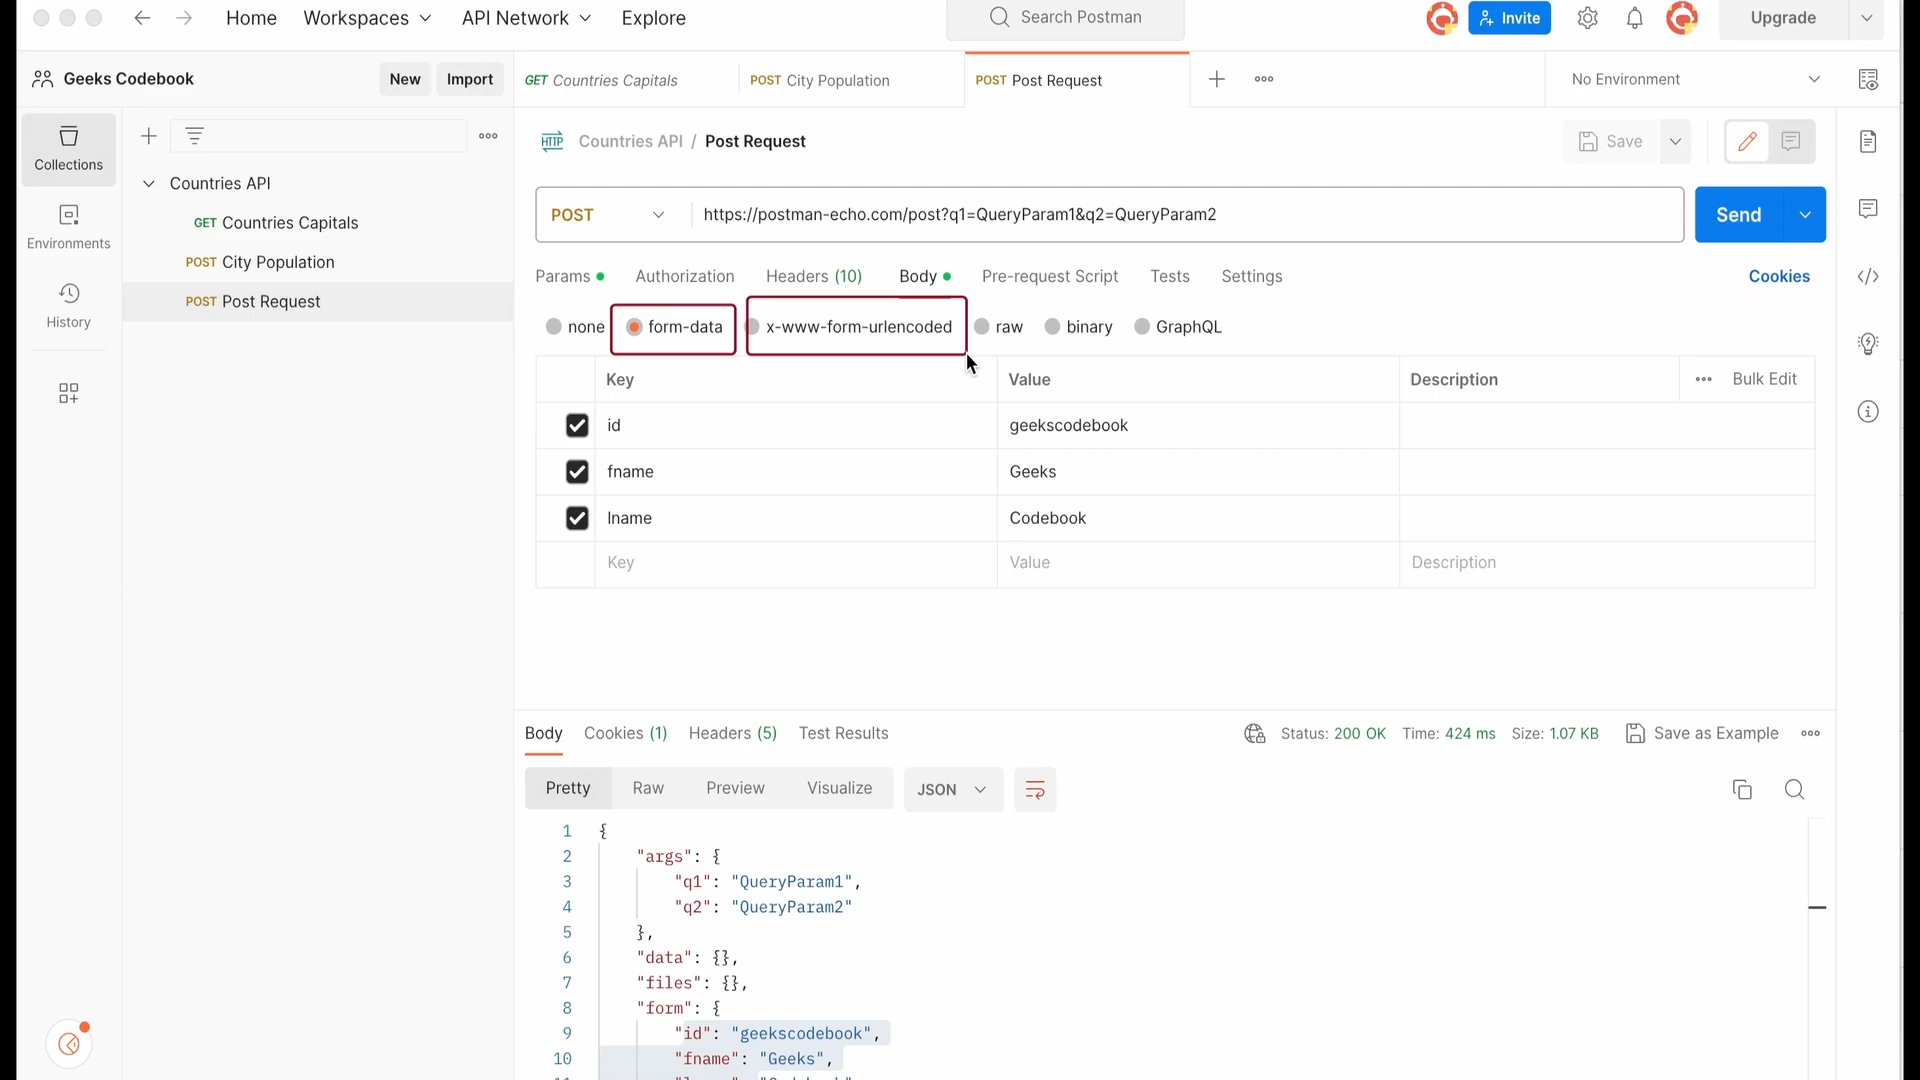 Home Workspaces API Network Explore Search Postman Invite Upgrade
Geeks Codebook New Import GET Countries Capitals POST City Population POST Post Request No Environment
Collections
Environments
History
Countries API
GET Countries Capitals
POST City Population
POST Post Request
HTTP Countries API / Post Request Save
POST https://postman-echo.com/post?q1=QueryParam1&q2=QueryParam2 Send
Params Authorization Headers (10) Body Pre-request Script Tests Settings Cookies
none form-data x-www-form-urlencoded raw binary GraphQL
Key Value Description Bulk Edit
id geekscodebook
fname Geeks
lname Codebook
Key Value Description
Body Cookies (1) Headers (5) Test Results Status: 200 OK Time: 424 ms Size: 1.07 KB Save as Example
Pretty Raw Preview Visualize JSON
1 {
2 "args": {
3 "q1": "QueryParam1",
4 "q2": "QueryParam2"
5 },
6 "data": {},
7 "files": {},
8 "form": {
9 "id": "geekscodebook",
10 "fname": "Geeks",